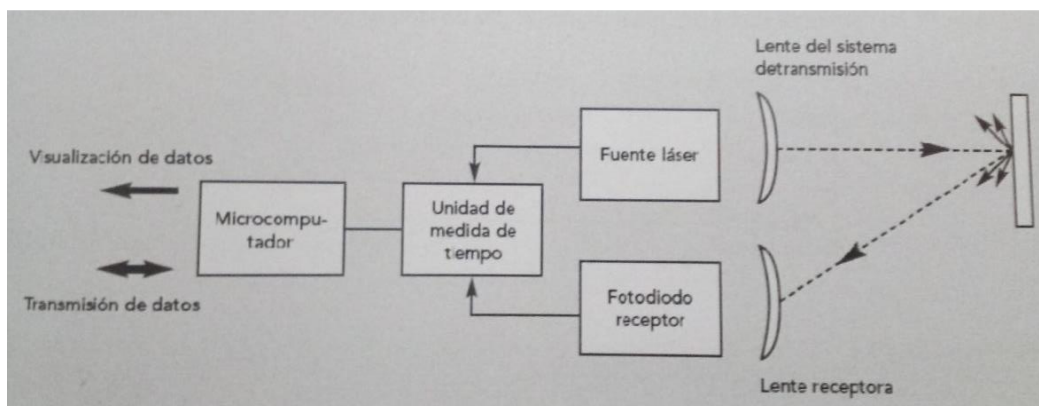 Lente del sistema
detransmisión
Visualización de datos
Fuente láser
Microcompu-
tador
Unidad de
medida de
tiempo
Transmisión de datos
Fotodiodo
receptor
Lente receptora